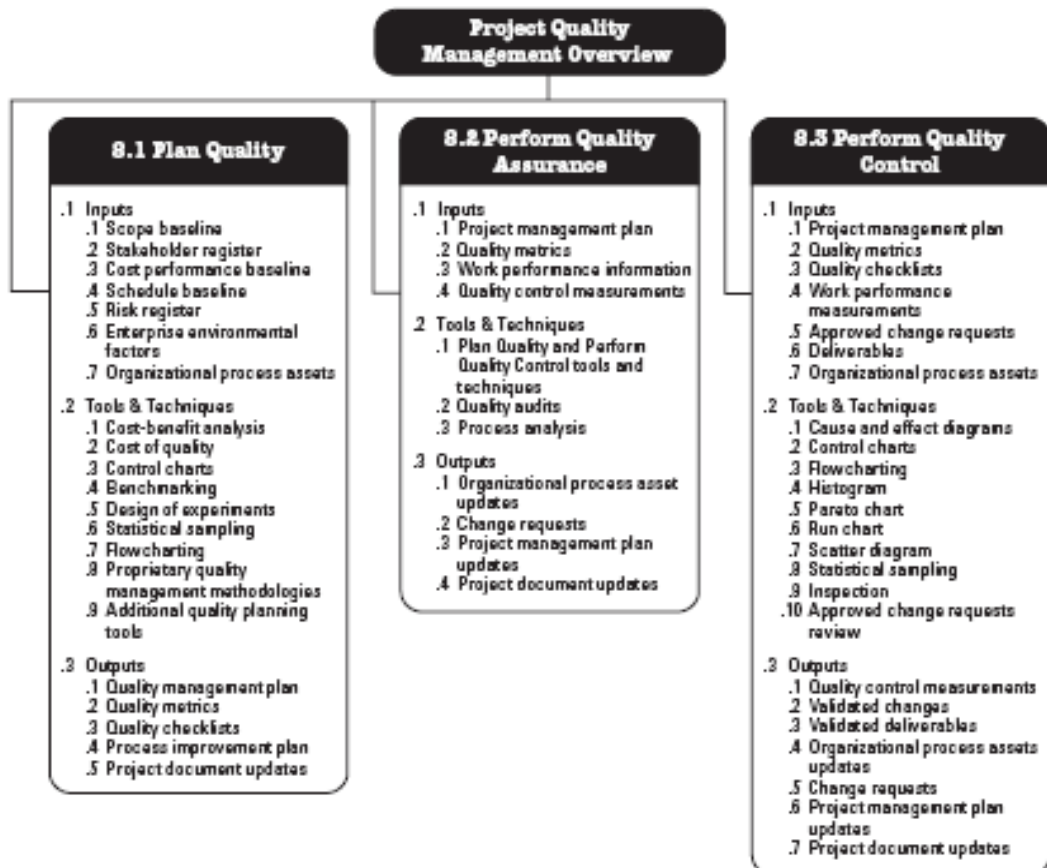 Project Quality
Management Overview
8.1 Plan Quality
.1 Inputs
.1 Scope baseline
.2 Stakeholder register
.3 Cost performance baseline
.4 Schedule baseline
.5 Risk register
.6 Enterprise environmental
factors
.7 Organizational process assets
.2 Tools & Techniques
.1 Cost-benefit analysis
.2 Cost of quality
.3 Control charts
.4 Benchmarking
.5 Design of experiments
.6 Statistical sampling
.7 Flowcharting
.8 Proprietary quality
management methodologies
.9 Additional quality planning
tools
.3 Outputs
.1 Quality management plan
.2 Quality metrics
.3 Quality checklists
.4 Process improvement plan
.5 Project document updates
8.2 Perform Quality
Assurance
.1 Inputs
.1 Project management plan
.2 Quality metrics
.3 Work performance information
.4 Quality control measurements
.2 Tools & Techniques
.1 Plan Quality and Perform
Quality Control tools and
techniques
.2 Quality audits
.3 Process analysis
.3 Outputs
.1 Organizational process asset
updates
.2 Change requests
.3 Project management plan
updates
.4 Project document updates
8.3 Perform Quality
Control
.1 Inputs
.1 Project management plan
.2 Quality metrics
.3 Quality checklists
.4 Work performance
measurements
.5 Approved change requests
.6 Deliverables
.7 Organizational process assets
.2 Tools & Techniques
.1 Cause and effect diagrams
.2 Control charts
.3 Flowcharting
.4 Histogram
.5 Pareto chart
.6 Run chart
.7 Scatter diagram
.8 Statistical sampling
.9 Inspection
.10 Approved change requests
review
.3 Outputs
.1 Quality control measurements
.2 Validated changes
.3 Validated deliverables
.4 Organizational process assets
updates
.5 Change requests
.6 Project management plan
updates
.7 Project document updates